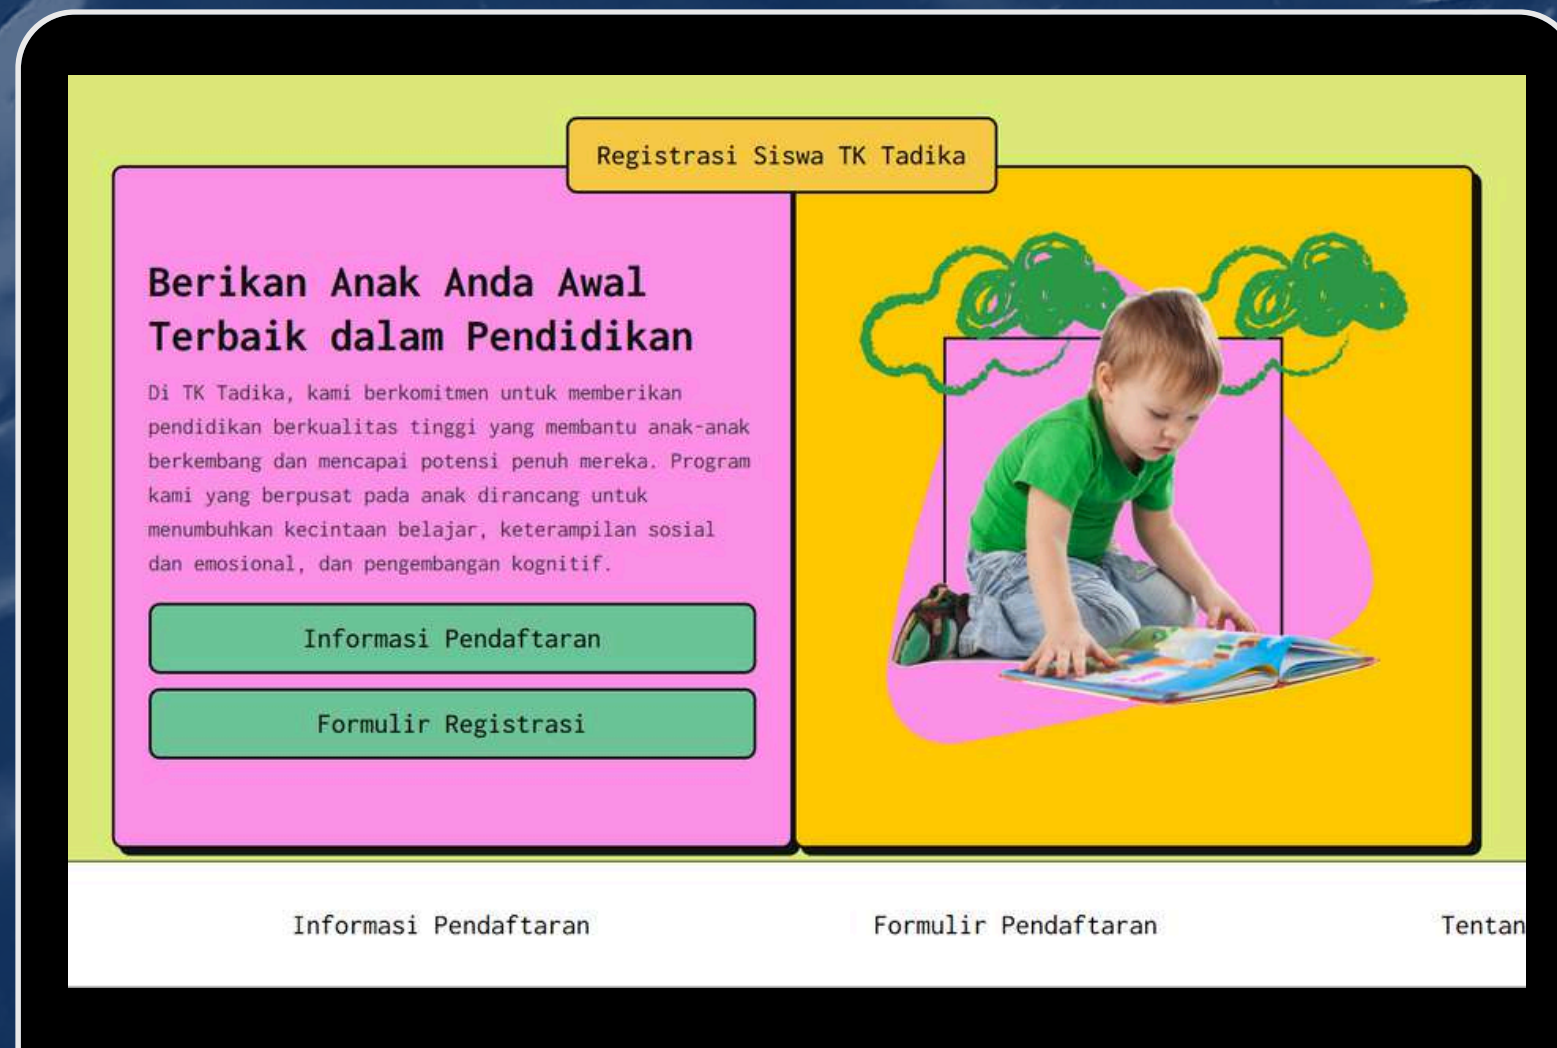 Registrasi Siswa TK Tadika
Berikan Anak Anda Awal
Terbaik dalam Pendidikan
Di TK Tadika, kami berkomitmen untuk memberikan
pendidikan berkualitas tinggi yang membantu anak-anak
berkembang dan mencapai potensi penuh mereka. Program
kami yang berpusat pada anak dirancang untuk
menumbuhkan kecintaan belajar, keterampilan sosial
dan emosional, dan pengembangan kognitif.
Informasi Pendaftaran
Formulir Registrasi
Informasi Pendaftaran
Formulir Pendaftaran
Tentan